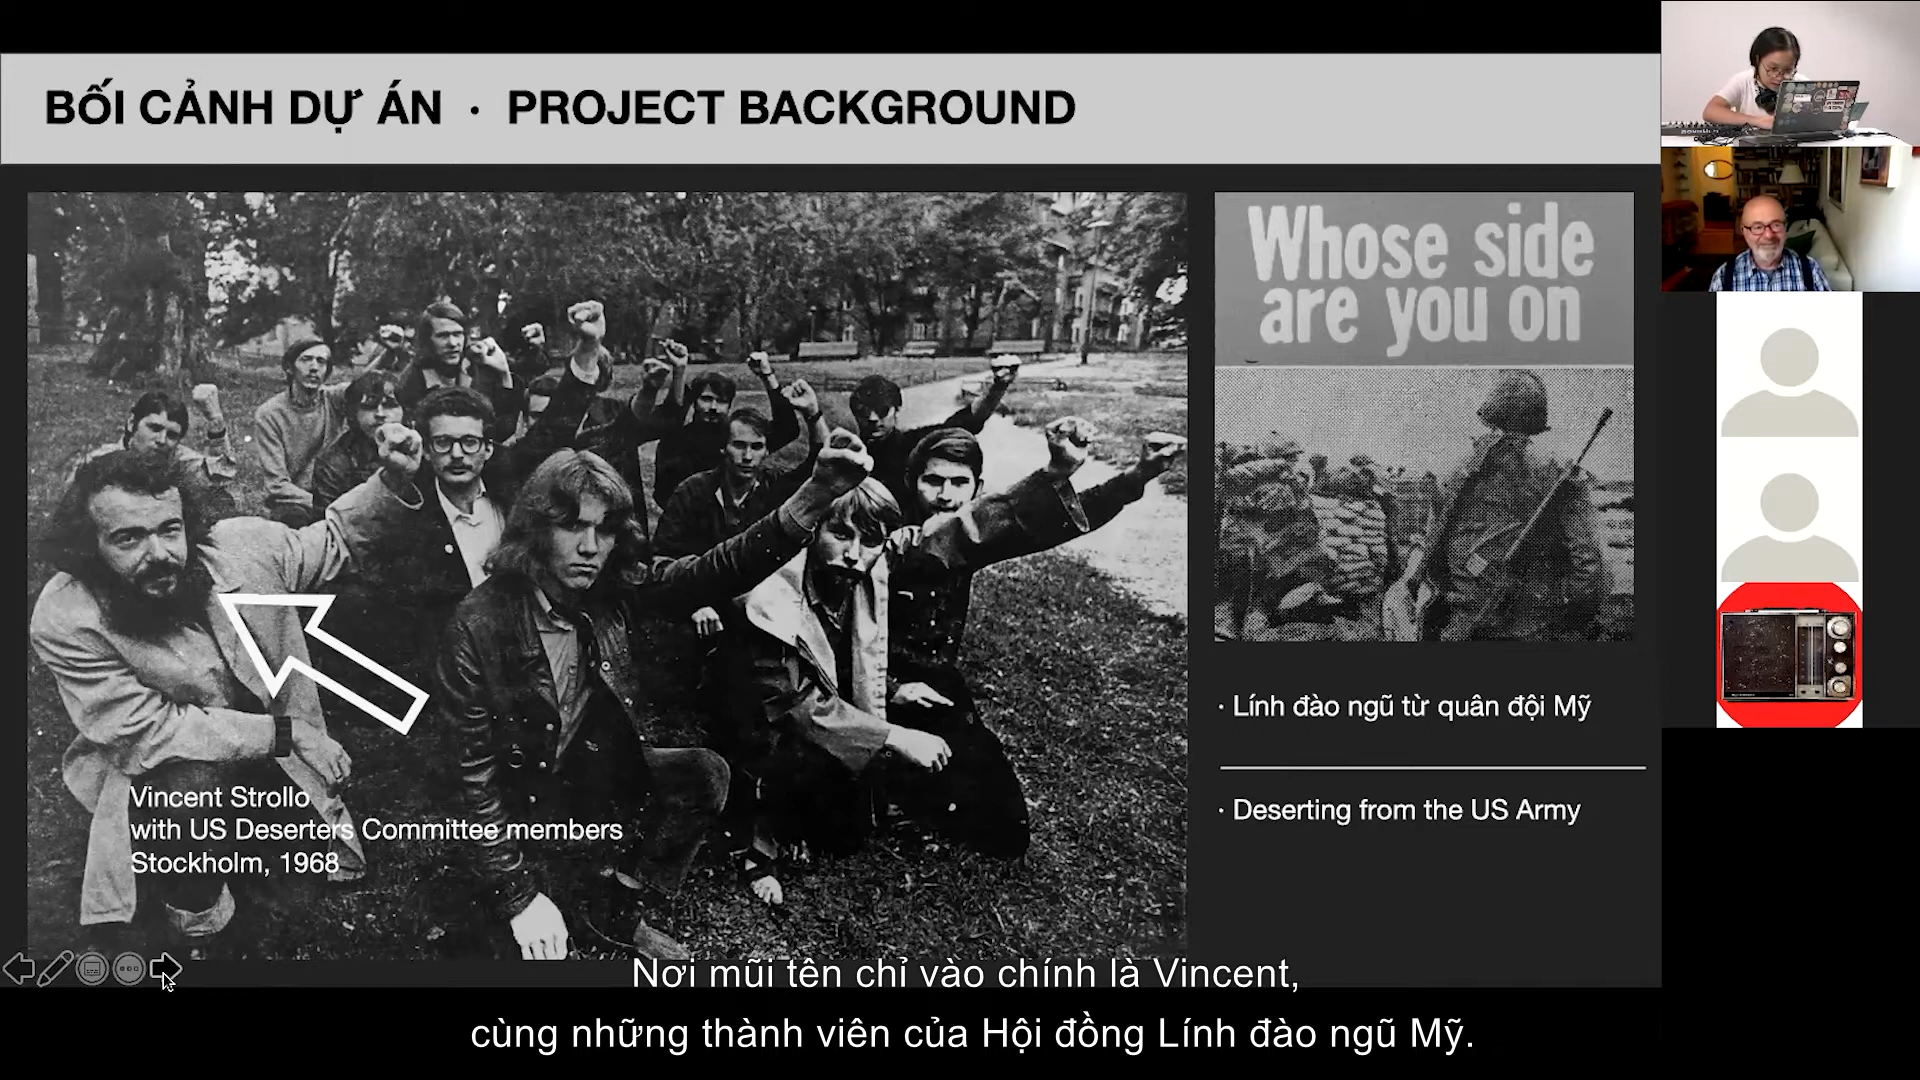 BỐI CẢNH DỰ ÁN · PROJECT BACKGROUND
Whose side
are you on
· Lính đào ngũ từ quân đội Mỹ
· Deserting from the US Army
Vincent Strollo
with US Deserters Committee members
Stockholm, 1968
Nơi mũi tên chỉ vào chính là Vincent,
cùng những thành viên của Hội đồng Lính đào ngũ Mỹ.